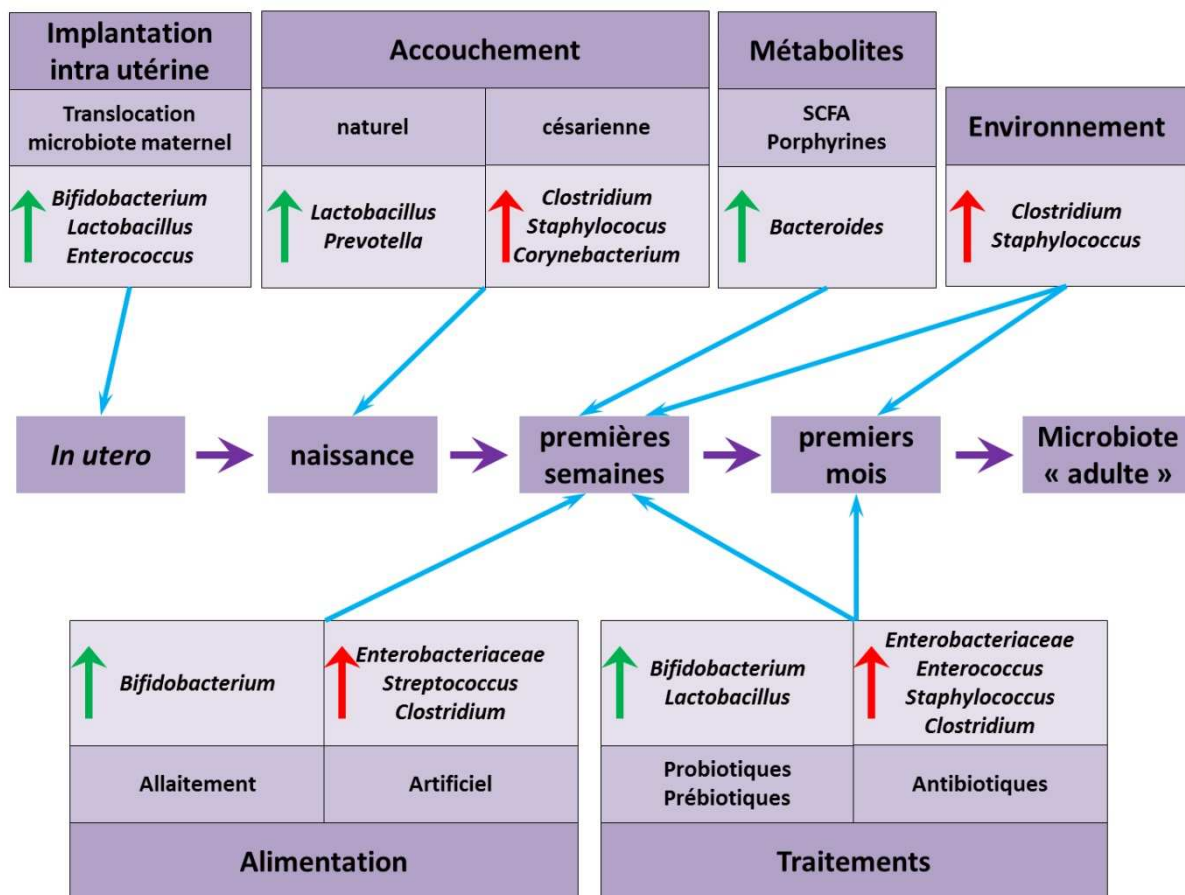 Implantation
intra utérine
Translocation
microbiote maternel
Bifidobacterium
Lactobacillus
Enterococcus
Accouchement
naturel
césarienne
Lactobacillus
Prevotella
Clostridium
Staphylococus
Corynebacterium
Métabolites
SCFA
Porphyrines
Bacteroides
Environnement
Clostridium
Staphylococcus
In utero
naissance
premières
semaines
premiers
mois
Microbiote
« adulte »
Bifidobacterium
Enterobacteriaceae
Streptococcus
Clostridium
Allaitement
Artificiel
Alimentation
Bifidobacterium
Lactobacillus
Enterobacteriaceae
Enterococcus
Staphylococcus
Clostridium
Probiotiques
Prébiotiques
Antibiotiques
Traitements